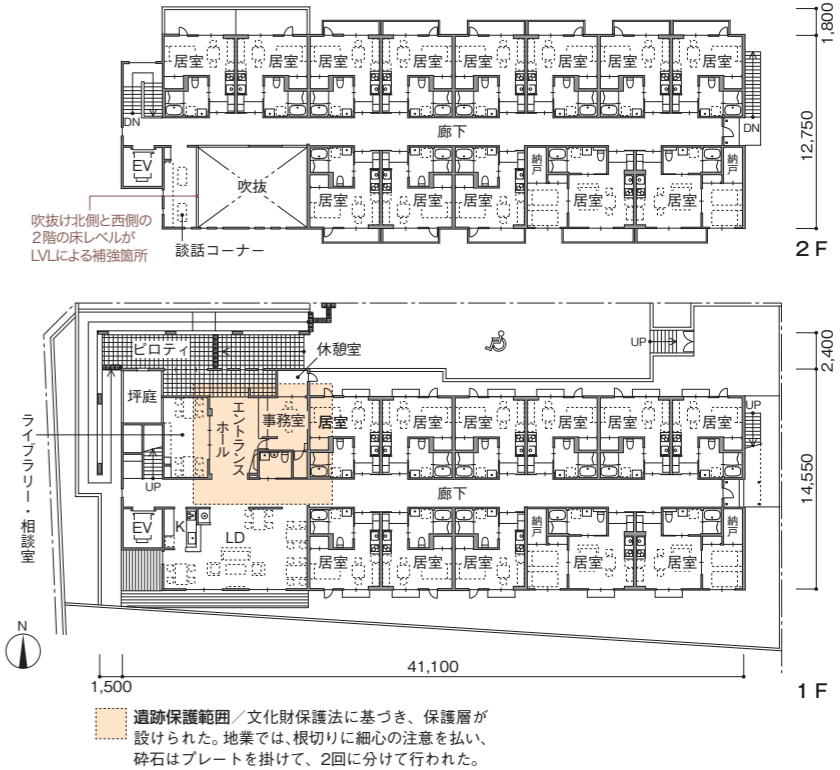 1,800
居室 居室 居室 居室 居室 居室 居室 居室
DN
廊下
DN
12,750
EV
吹抜
納戸
納戸
居室 居室 居室 居室 居室
吹抜け北側と西側の
2階の床レベルが
LVLによる補強箇所
談話コーナー
2F
ピロティ
休憩室
UP
2,400
坪庭
エントランス
ホール
事務室
居室 居室 居室 居室 居室 居室
UP
ライブラリー・相談室
UP
廊下
14,550
EV
K
LD
納戸
納戸
居室 居室 居室 居室 居室
N
41,100
1,500
1F
遺跡保護範囲／文化財保護法に基づき、保護層が
設けられた。地業では、根切りに細心の注意を払い、
砕石はプレートを掛けて、2回に分けて行われた。